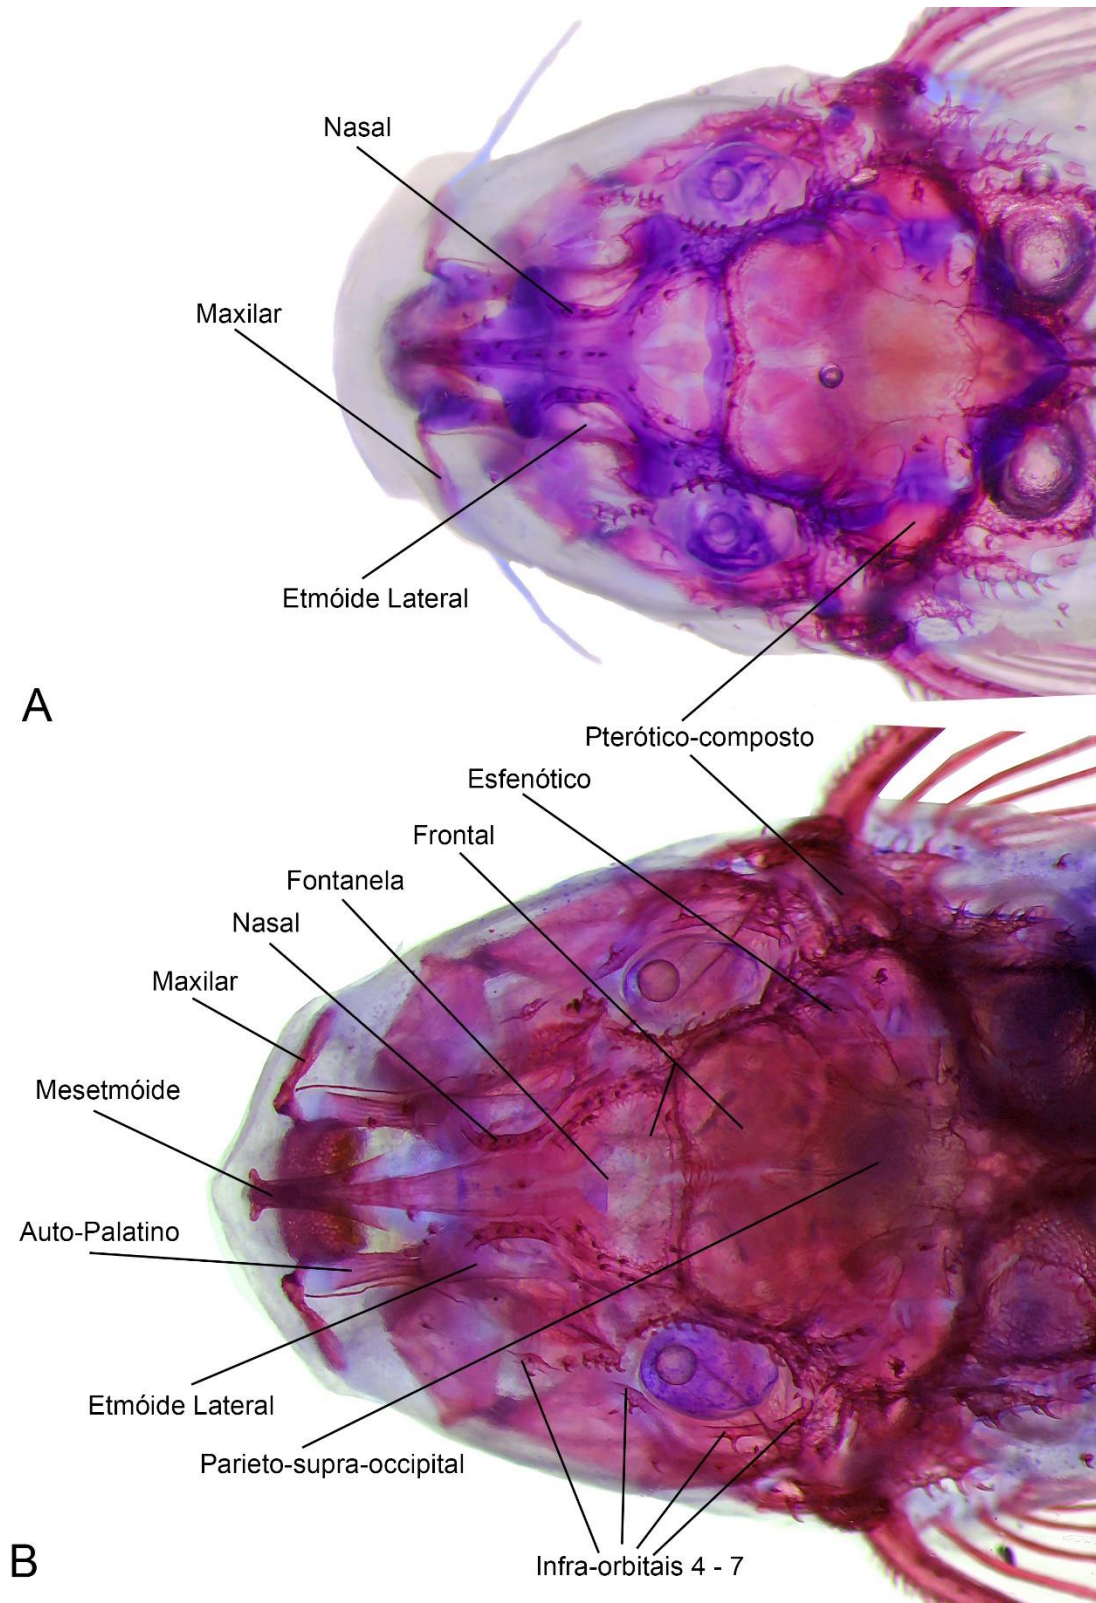 Nasal
Maxilar
Etmóide Lateral
A
Pterótico-composto
Esfenótico
Frontal
Fontanela
Nasal
Maxilar
Mesetmóide
Auto-Palatino
Etmóide Lateral
Parieto-supra-occipital
Infra-orbitais 4 - 7
B